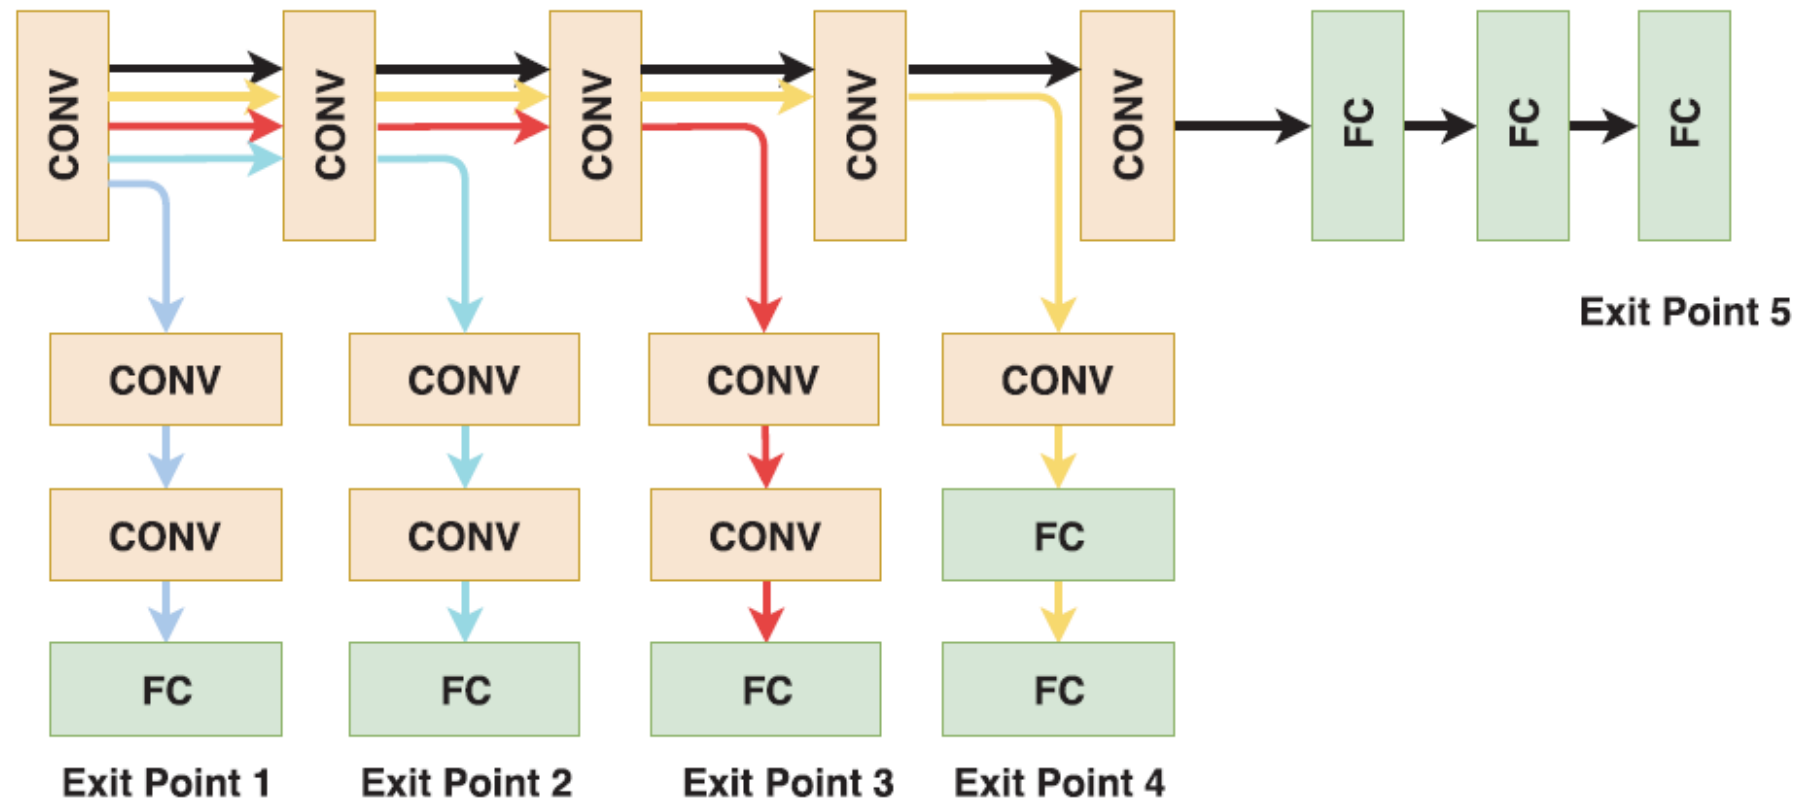 CONV
CONV
CONV
CONV
CONV
FC
FC
FC
Exit Point 5
CONV
CONV
CONV
CONV
CONV
CONV
CONV
FC
FC
FC
FC
FC
Exit Point 1
Exit Point 2
Exit Point 3
Exit Point 4